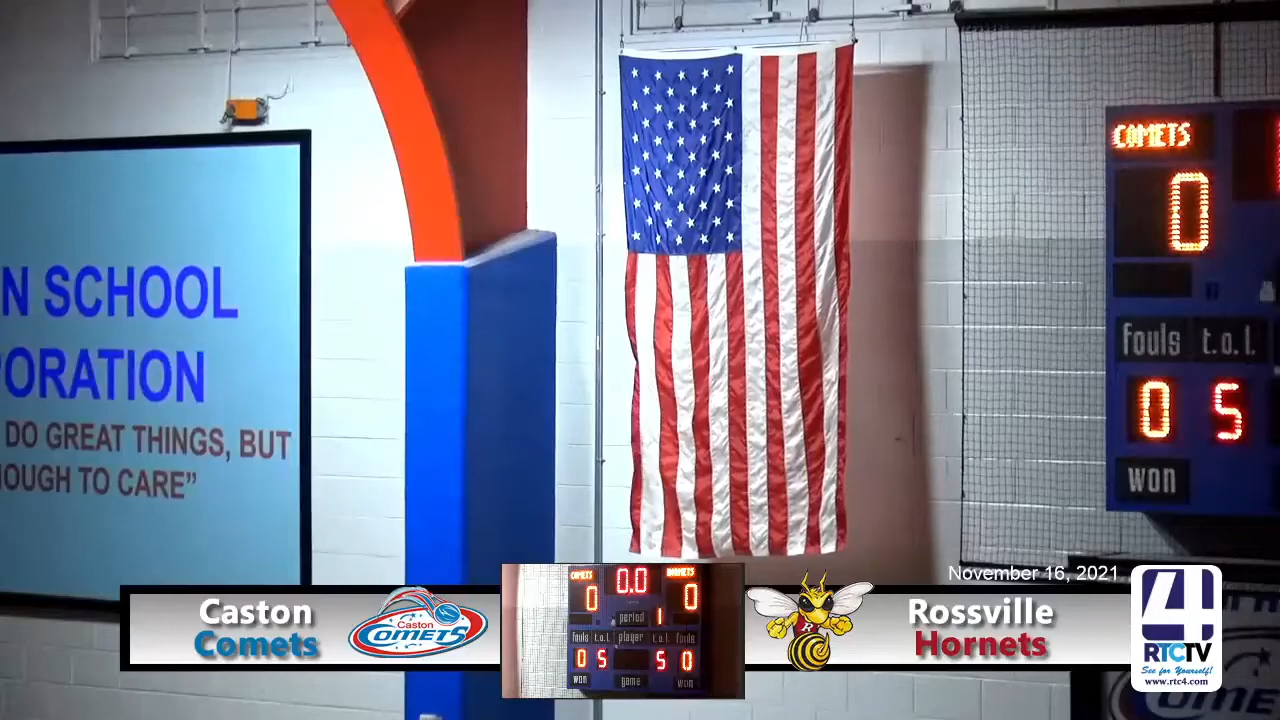 N SCHOOL
ORATION
DO GREAT THINGS, BUT
OUGH TO CARE”
COMETS
0
fouls t.o.l.
0 5
won
November 16, 2021
Caston
Comets
Caston
COMETS
COMETS 0.0 HORNETS
0 0
period 1
fouls t.o.l. player t.o.l. fouls
0 5 5 0
won game won
R
Rossville
Hornets
4
RTCTV
See for Yourself!
www.rtc4.com
OME